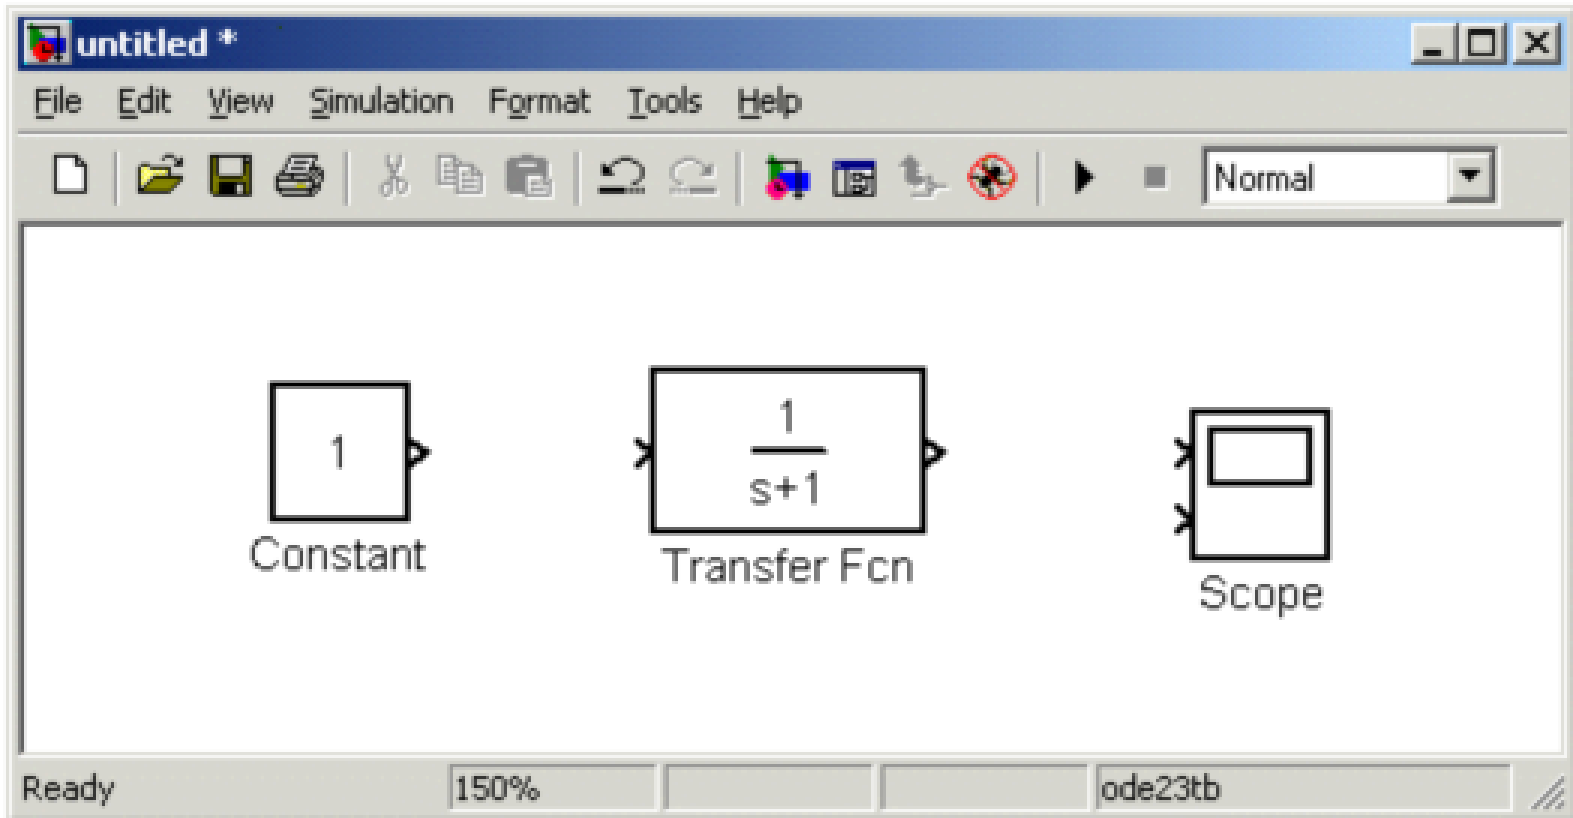 untitled *
File Edit View Simulation Format Tools Help
Normal
1
1
s+1
Constant
Transfer Fcn
Scope
Ready 150% ode23tb